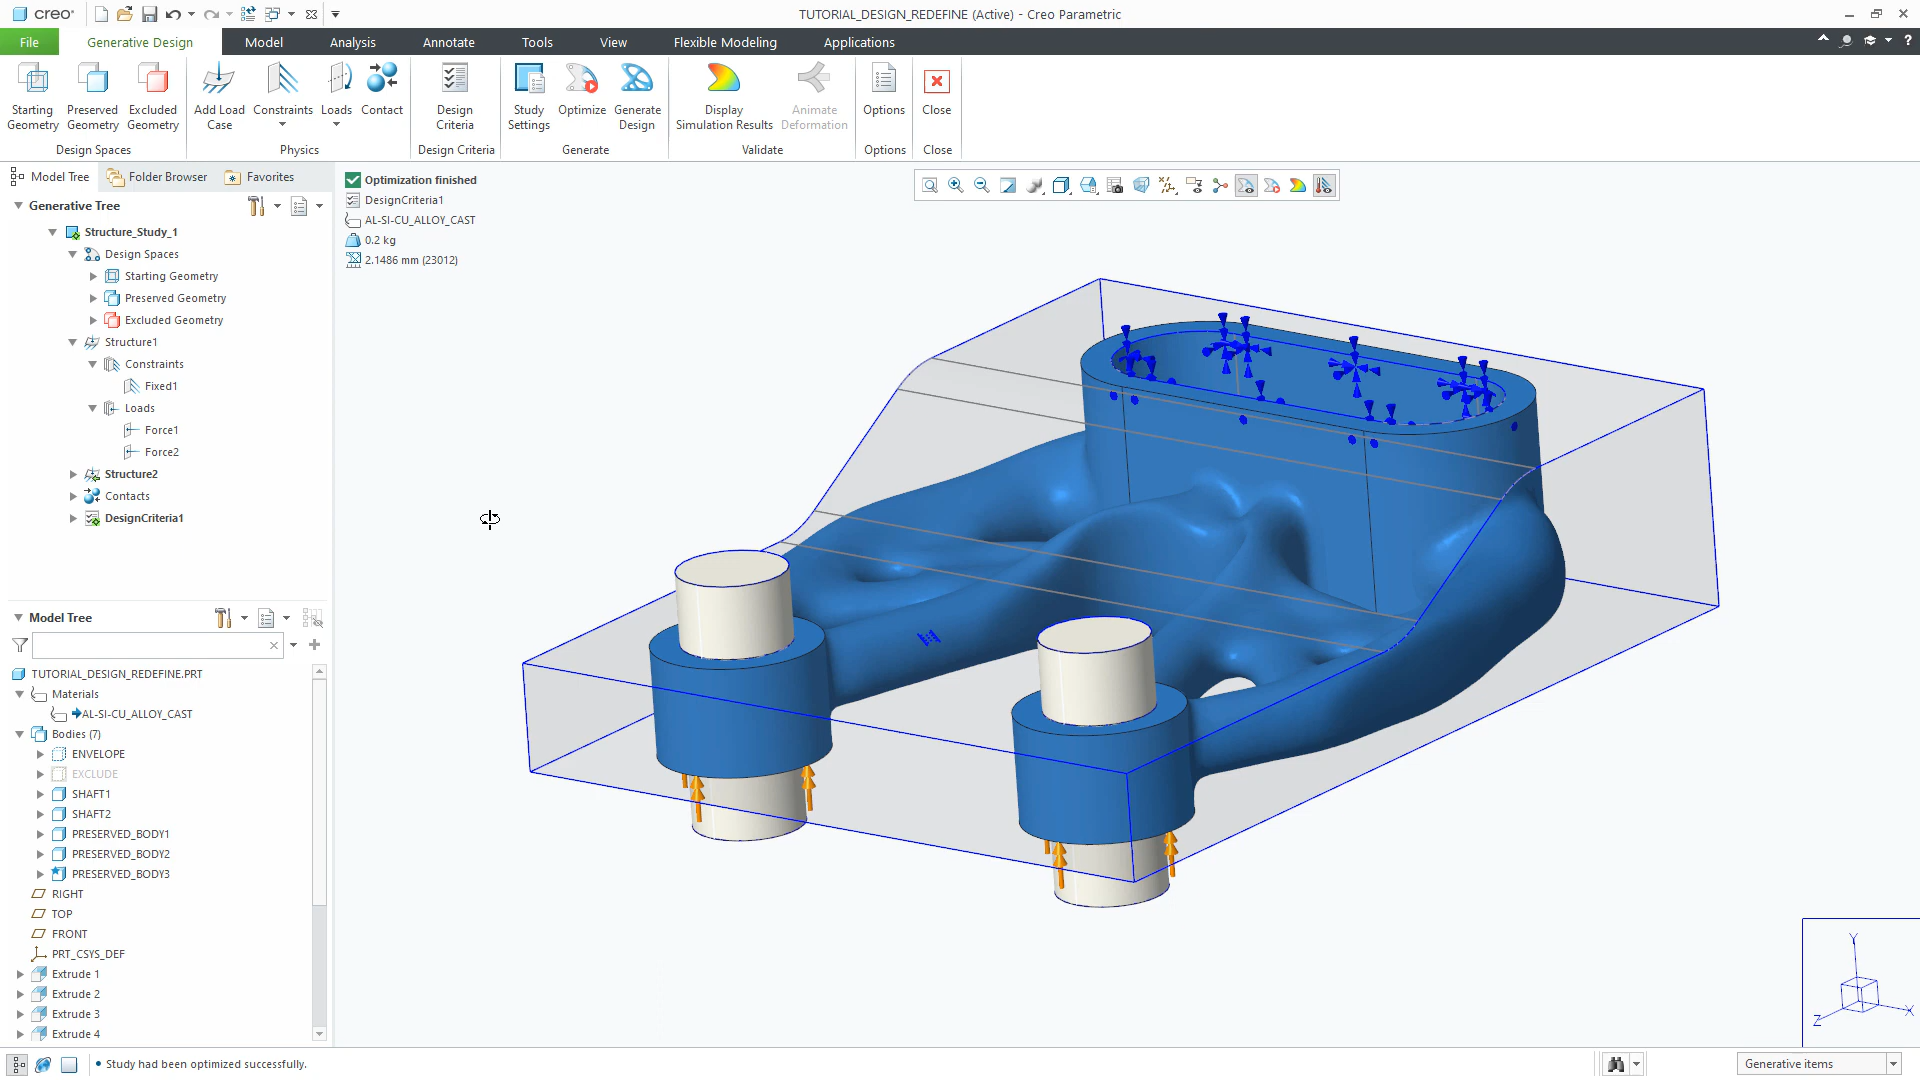 creo
TUTORIAL_DESIGN_REDEFINE (Active) - Creo Parametric
File
Generative Design
Model
Analysis
Annotate
Tools
View
Flexible Modeling
Applications
Starting Geometry
Preserved Geometry
Excluded Geometry
Design Spaces
Add Load Case
Constraints
Loads
Contact
Physics
Design Criteria
Design Criteria
Study Settings
Optimize
Generate Design
Generate
Display Simulation Results
Animate Deformation
Validate
Options
Options
Close
Close
Model Tree
Folder Browser
Favorites
Generative Tree
Structure_Study_1
Design Spaces
Starting Geometry
Preserved Geometry
Excluded Geometry
Structure1
Constraints
Fixed1
Loads
Force1
Force2
Structure2
Contacts
DesignCriteria1
Model Tree
TUTORIAL_DESIGN_REDEFINE.PRT
Materials
AL-SI-CU_ALLOY_CAST
Bodies (7)
ENVELOPE
EXCLUDE
SHAFT1
SHAFT2
PRESERVED_BODY1
PRESERVED_BODY2
PRESERVED_BODY3
RIGHT
TOP
FRONT
PRT_CSYS_DEF
Extrude 1
Extrude 2
Extrude 3
Extrude 4
Optimization finished
DesignCriteria1
AL-SI-CU_ALLOY_CAST
0.2 kg
2.1486 mm (23012)
Y
X
Z
• Study had been optimized successfully.
Generative items